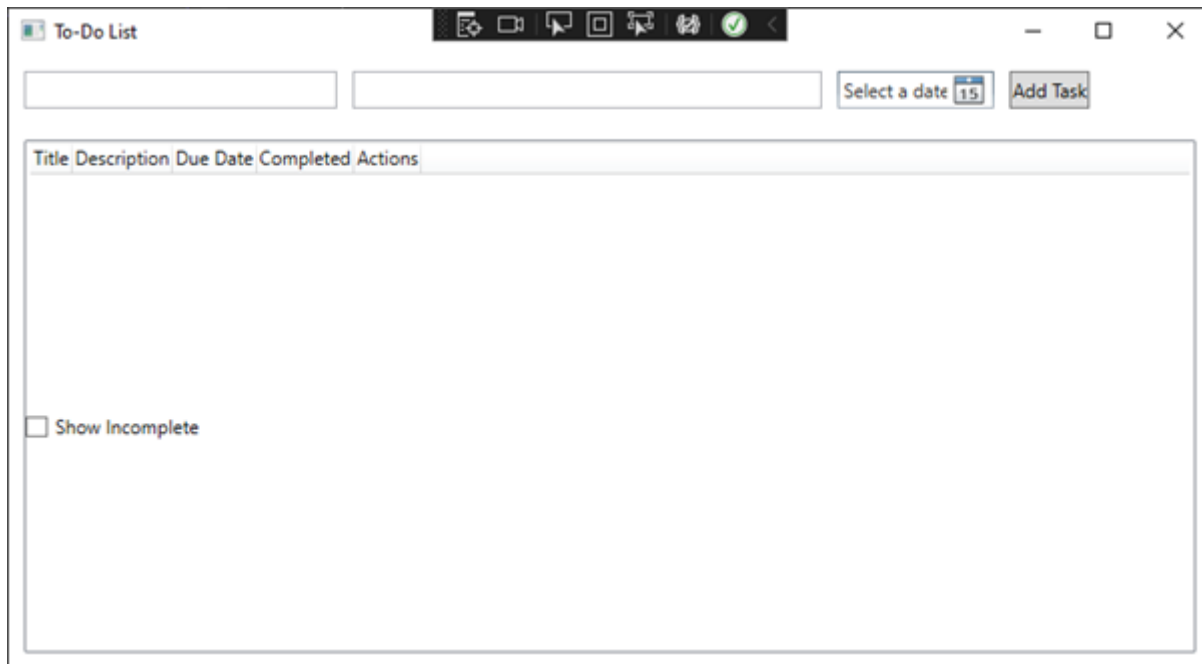 To-Do List
Select a date 15 Add Task
Title Description Due Date Completed Actions
Show Incomplete